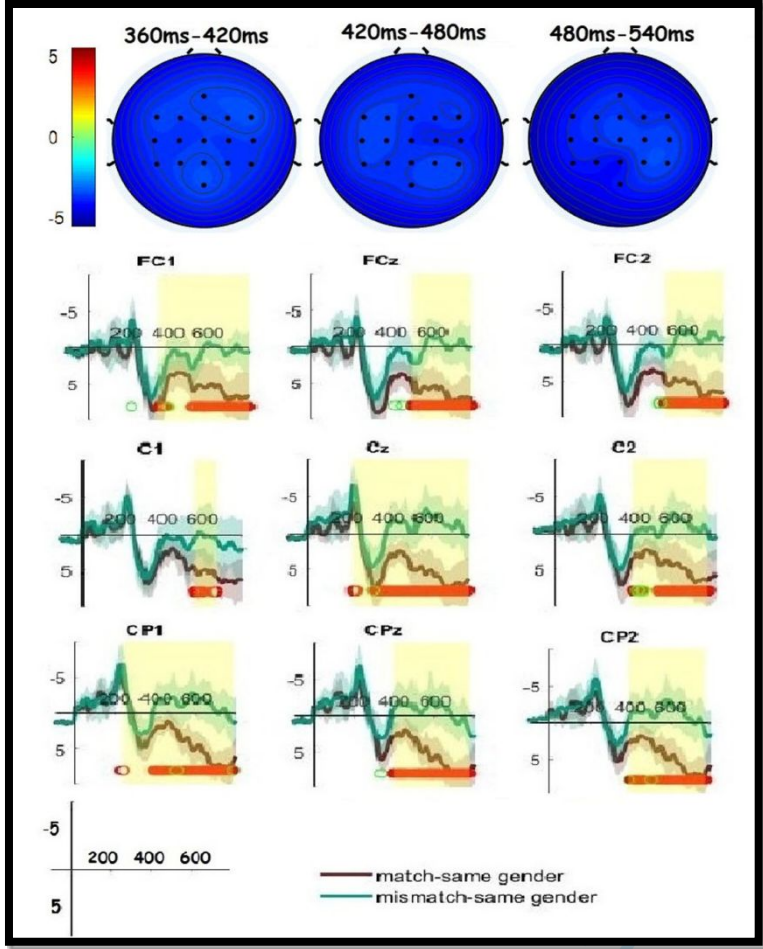 360ms-420ms 420ms-480ms 480ms-540ms
5
0
-5
FC1 FCz FC2
-5 -5 -5
200 400 600 200 400 600 200 400 600
5 5 5
C1 Cz C2
-5 -5 -5
200 400 600 200 400 600 200 400 600
5 5 5
CP1 CPz CP2
-5 -5 -5
200 400 600 200 400 600 200 400 600
5 5 5
-5
200 400 600
5
match-same gender
mismatch-same gender